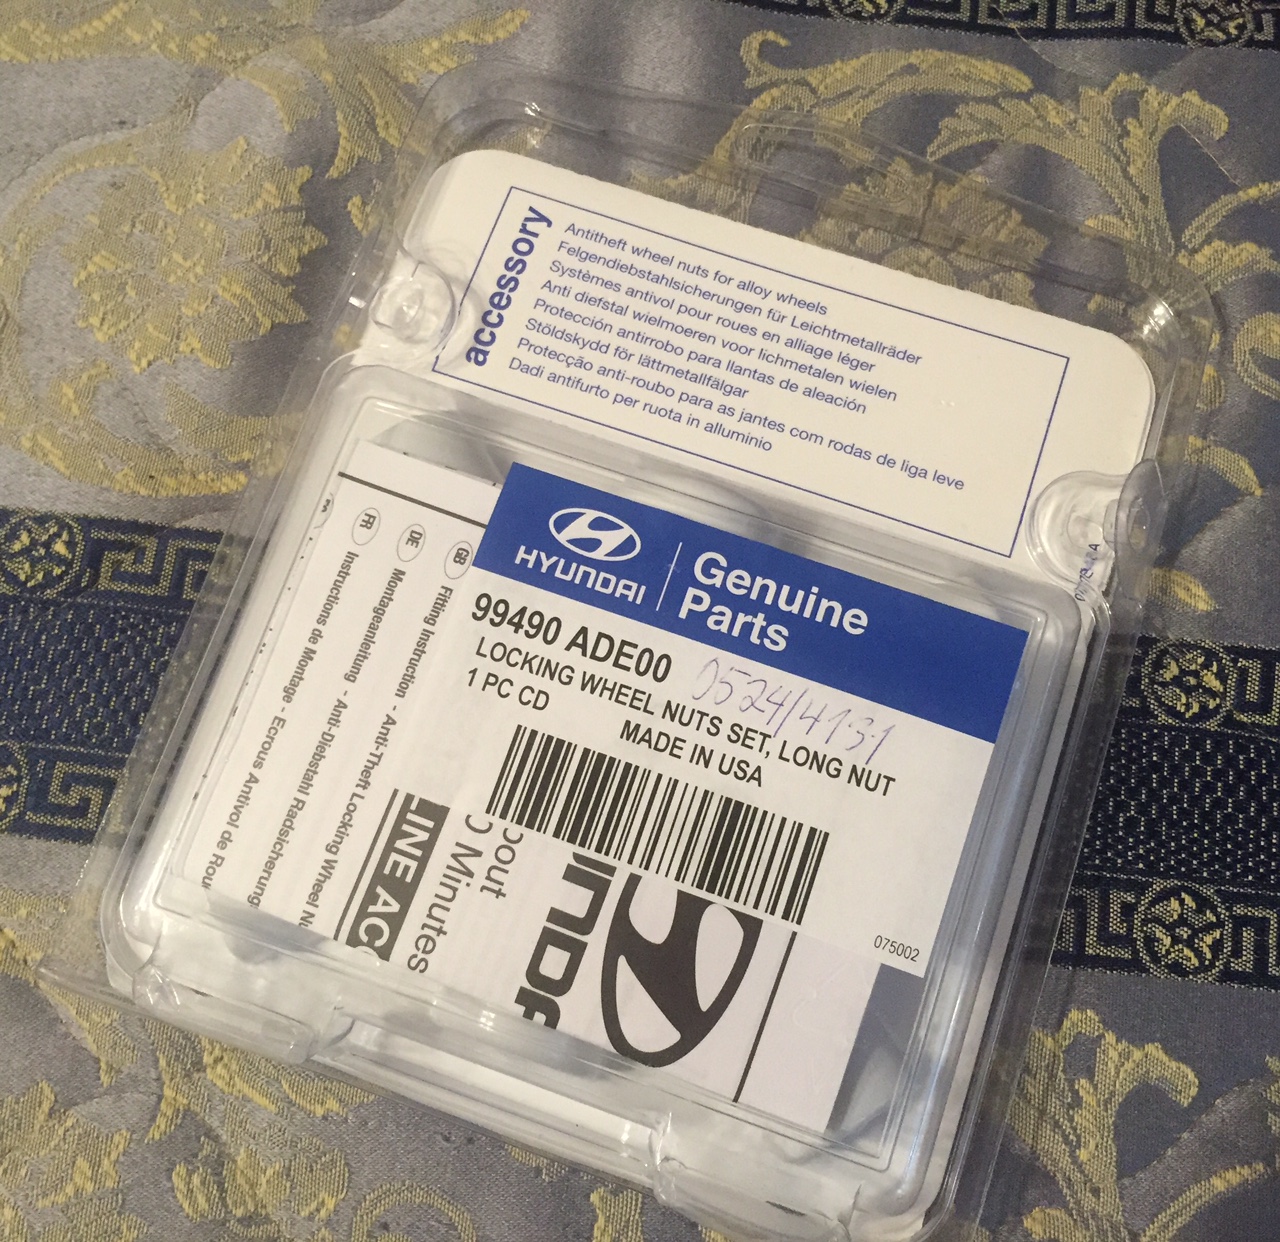 accessory
Antitheft wheel nuts for alloy wheels
Felgendiebstahlsicherungen für Leichtmetallräder
Systèmes antivol pour roues en alliage léger
Anti diefstal wielmoeren voor lichmetalen wielen
Protección antirrobo para llantas de aleación
Stöldskydd för lättmetallfälgar
Protecção anti-roubo para as jantes com rodas de liga leve
Dadi antifurto per ruota in alluminio
HYUNDAI
Genuine
Parts
99490 ADE00
LOCKING WHEEL NUTS SET, LONG NUT
1 PC CD
MADE IN USA
075002
GB Fitting Instruction - Anti-Theft Locking Wheel Nu
DE Montageanleitung - Anti-Diebstahl Radsicherung
FR Instructions de Montage - Ecrous Antivol de Rou
LINE AC
Minutes